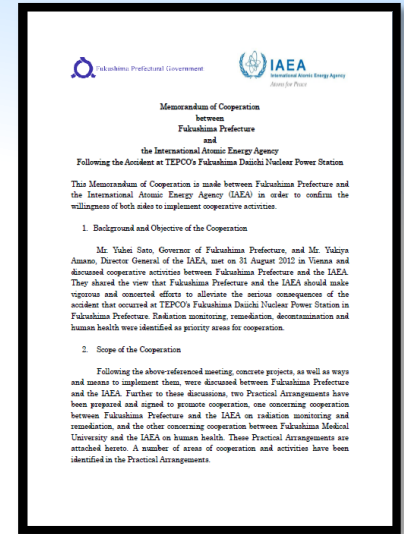 Fukushima Prefectural Government
IAEA
International Atomic Energy Agency
Atoms for Peace
Memorandum of Cooperation
between
Fukushima Prefecture
and
the International Atomic Energy Agency
Following the Accident at TEPCO's Fukushima Daiichi Nuclear Power Station
This Memorandum of Cooperation is made between Fukushima Prefecture and
the International Atomic Energy Agency (IAEA) in order to confirm the
willingness of both sides to implement cooperative activities.
1. Background and Objective of the Cooperation
Mr. Yuhei Sato, Governor of Fukushima Prefecture, and Mr. Yukiya
Amano, Director General of the IAEA, met on 31 August 2012 in Vienna and
discussed cooperative activities between Fukushima Prefecture and the IAEA.
They shared the view that Fukushima Prefecture and the IAEA should make
vigorous and concerted efforts to alleviate the serious consequences of the
accident that occurred at TEPCO's Fukushima Daiichi Nuclear Power Station in
Fukushima Prefecture. Radiation monitoring, remediation, decontamination and
human health were identified as priority areas for cooperation.
2. Scope of the Cooperation
Following the above-referenced meeting, concrete projects, as well as ways
and means to implement them, were discussed between Fukushima Prefecture
and the IAEA. Further to these discussions, two Practical Arrangements have
been prepared and signed to promote cooperation, one concerning cooperation
between Fukushima Prefecture and the IAEA on radiation monitoring and
remediation, and the other concerning cooperation between Fukushima Medical
University and the IAEA on human health. These Practical Arrangements are
attached hereto. A number of areas of cooperation and activities have been
identified in the Practical Arrangements.